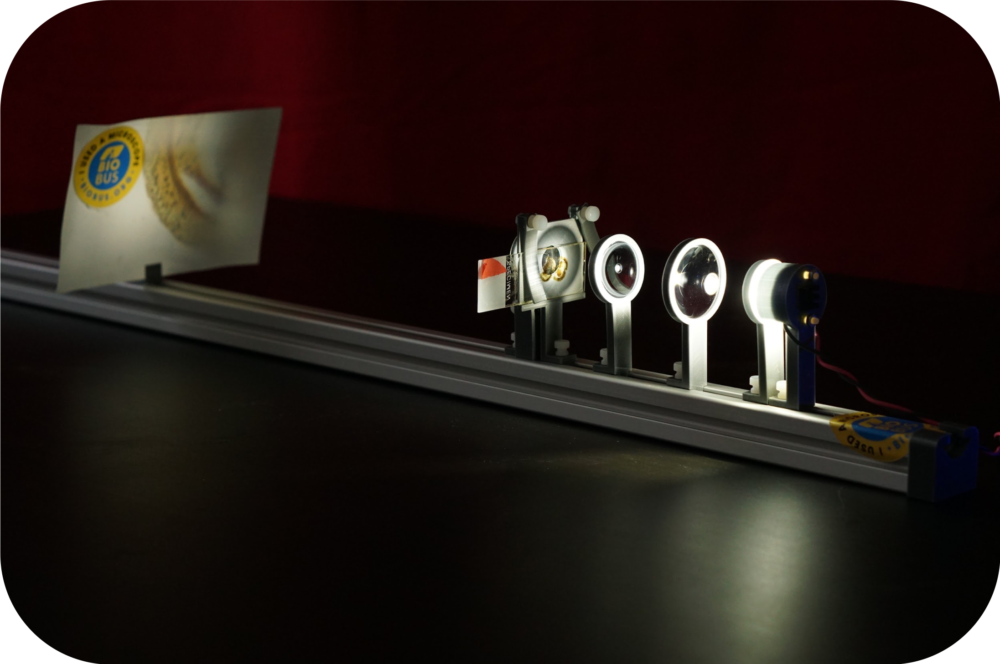 I USED A MICROSCOPE
BIO
BUS
• BIOBUS.ORG •
SPECIMEN
I USED A